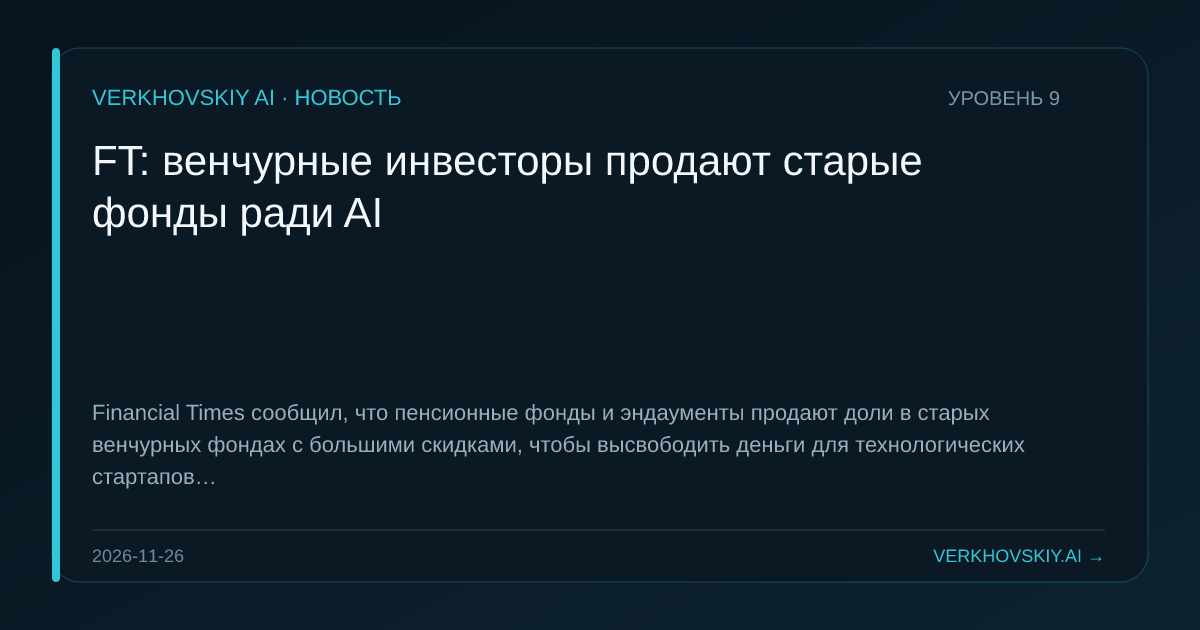 VERKHOVSKIY AI · НОВОСТЬ
УРОВЕНЬ 9
FT: венчурные инвесторы продают старые
фонды ради AI
Financial Times сообщил, что пенсионные фонды и эндаументы продают доли в старых
венчурных фондах с большими скидками, чтобы высвободить деньги для технологических
стартапов…
2026-11-26
VERKHOVSKIY.AI →